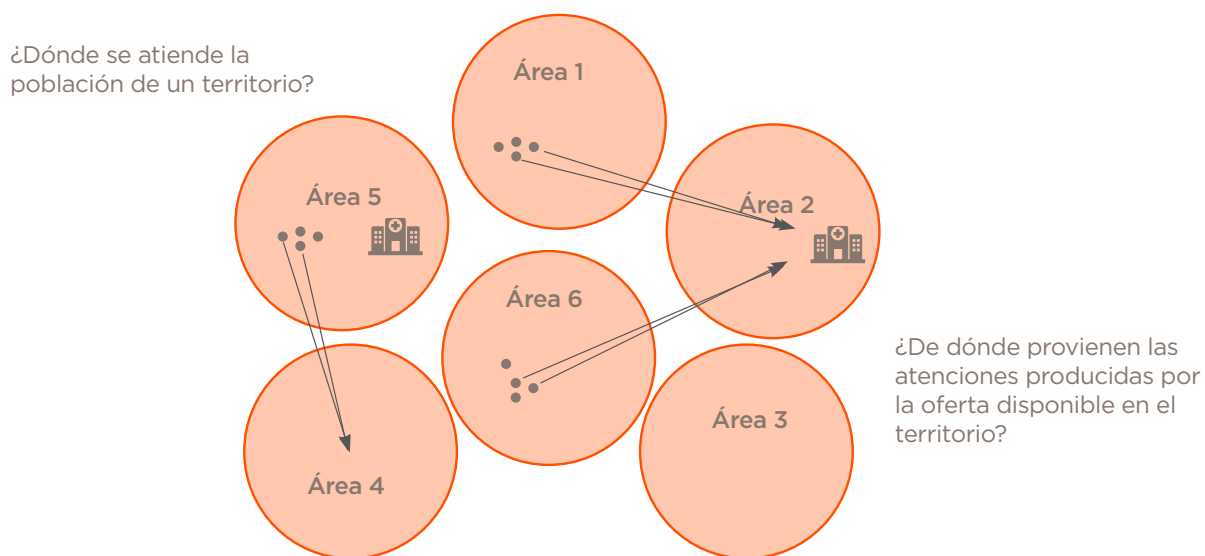 ¿Dónde se atiende la
población de un territorio?
Área 1
Área 5
Área 2
Área 6
¿De dónde provienen las
atenciones producidas por
la oferta disponible en el
territorio?
Área 3
Área 4